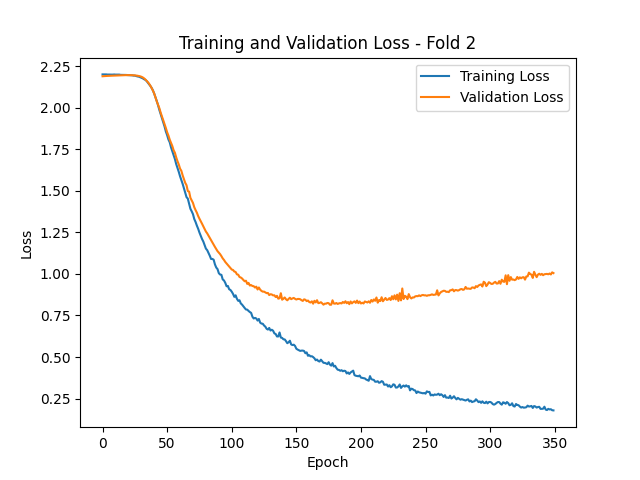 Training and Validation Loss - Fold 2
Training Loss
Validation Loss
Loss
2.25
2.00
1.75
1.50
1.25
1.00
0.75
0.50
0.25
0 50 100 150 200 250 300 350
Epoch